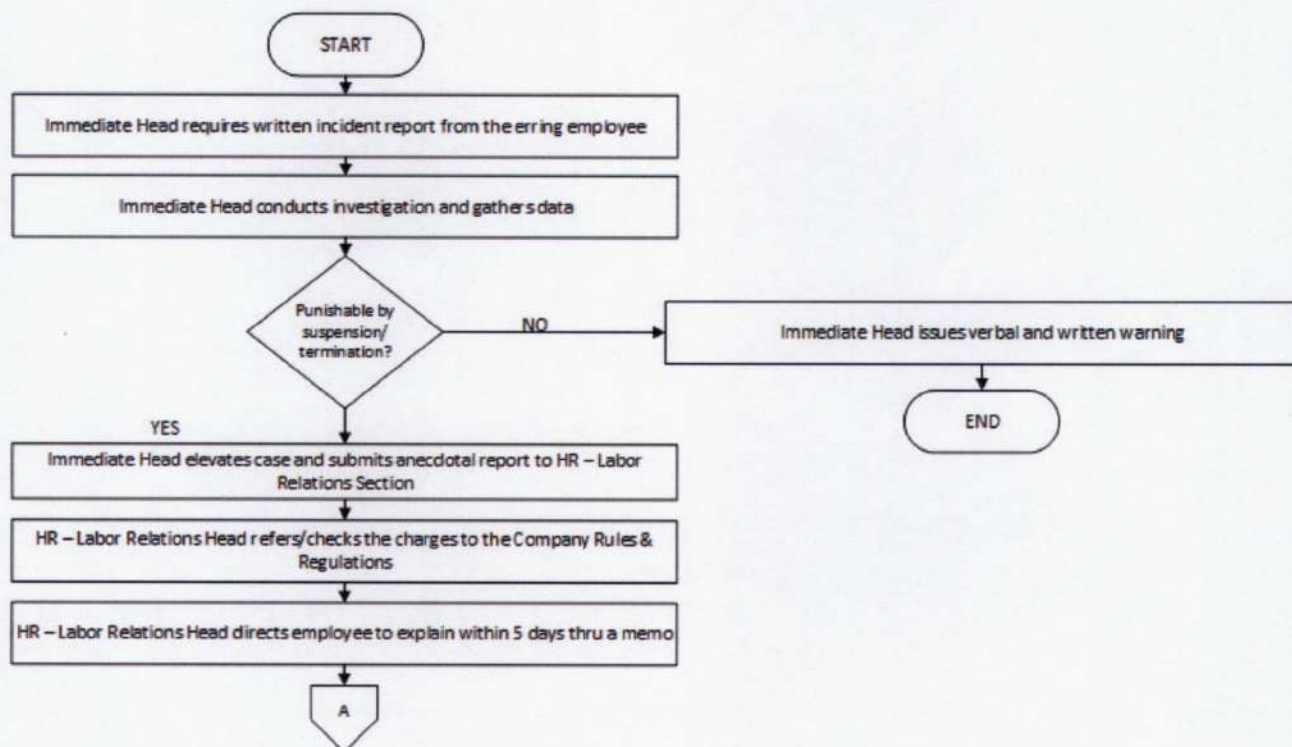 START
Immediate Head requires written incident report from the erring employee
Immediate Head conducts investigation and gathers data
Punishable by
suspension/
termination?
NO
Immediate Head issues verbal and written warning
END
YES
Immediate Head elevates case and submits anecdotal report to HR – Labor
Relations Section
HR – Labor Relations Head refers/checks the charges to the Company Rules &
Regulations
HR – Labor Relations Head directs employee to explain within 5 days thru a memo
A